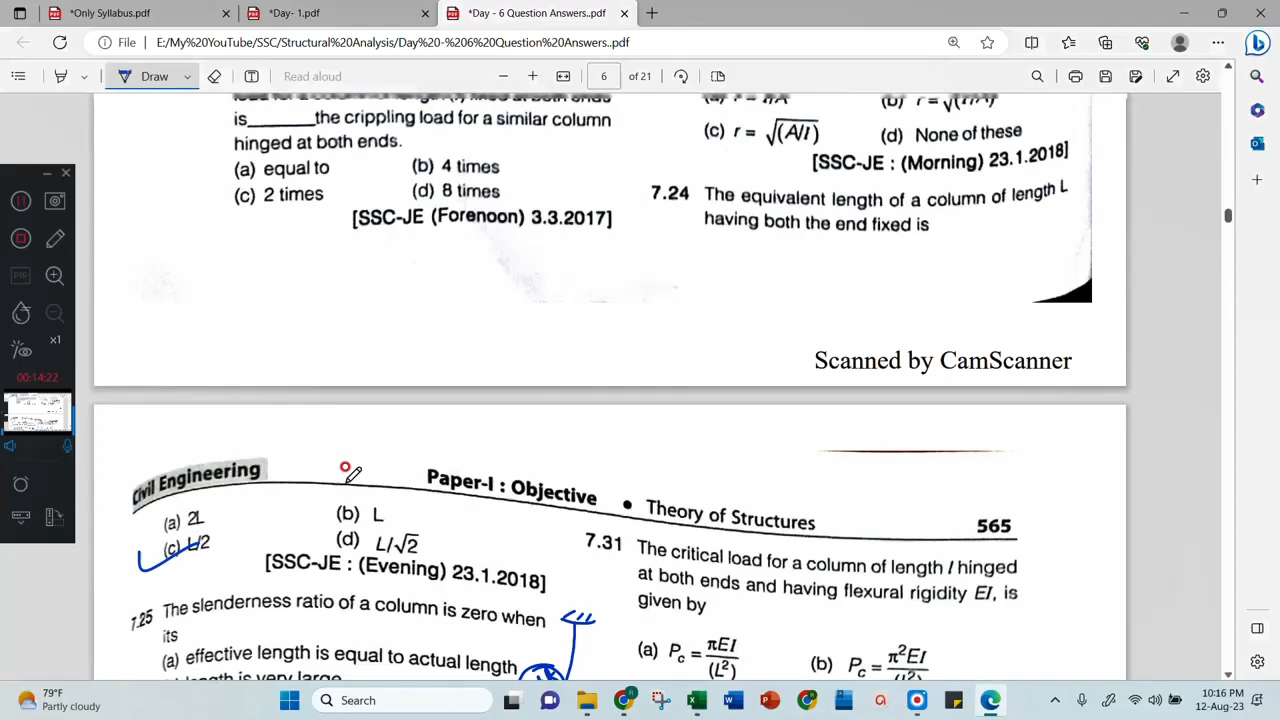 *Only Syllabus.pdf
*Day- 1.pdf
*Day - 6 Question Answers..pdf
File
E:/My%20YouTube/SSC/Structural%20Analysis/Day%20-%206%20Question%20Answers..pdf
Draw
Read aloud
6
of 21
is_______the crippling load for a similar column
hinged at both ends.
(a) equal to
(b) 4 times
(c) 2 times
(d) 8 times
[SSC-JE (Forenoon) 3.3.2017]
(c) r = √(A/I)
(d) None of these
[SSC-JE : (Morning) 23.1.2018]
7.24 The equivalent length of a column of length L
having both the end fixed is
Scanned by CamScanner
Civil Engineering
Paper-I : Objective
• Theory of Structures
565
(a) 2L
(b) L
(c) L/2
(d) L/√2
[SSC-JE : (Evening) 23.1.2018]
7.25 The slenderness ratio of a column is zero when
its
(a) effective length is equal to actual length
7.31 The critical load for a column of length l hinged
at both ends and having flexural rigidity EI, is
given by
(a) Pc = πEI/(L²)
(b) Pc = π²EI
x1
00:14:22
79°F
Partly cloudy
Search
10:16 PM
12-Aug-23